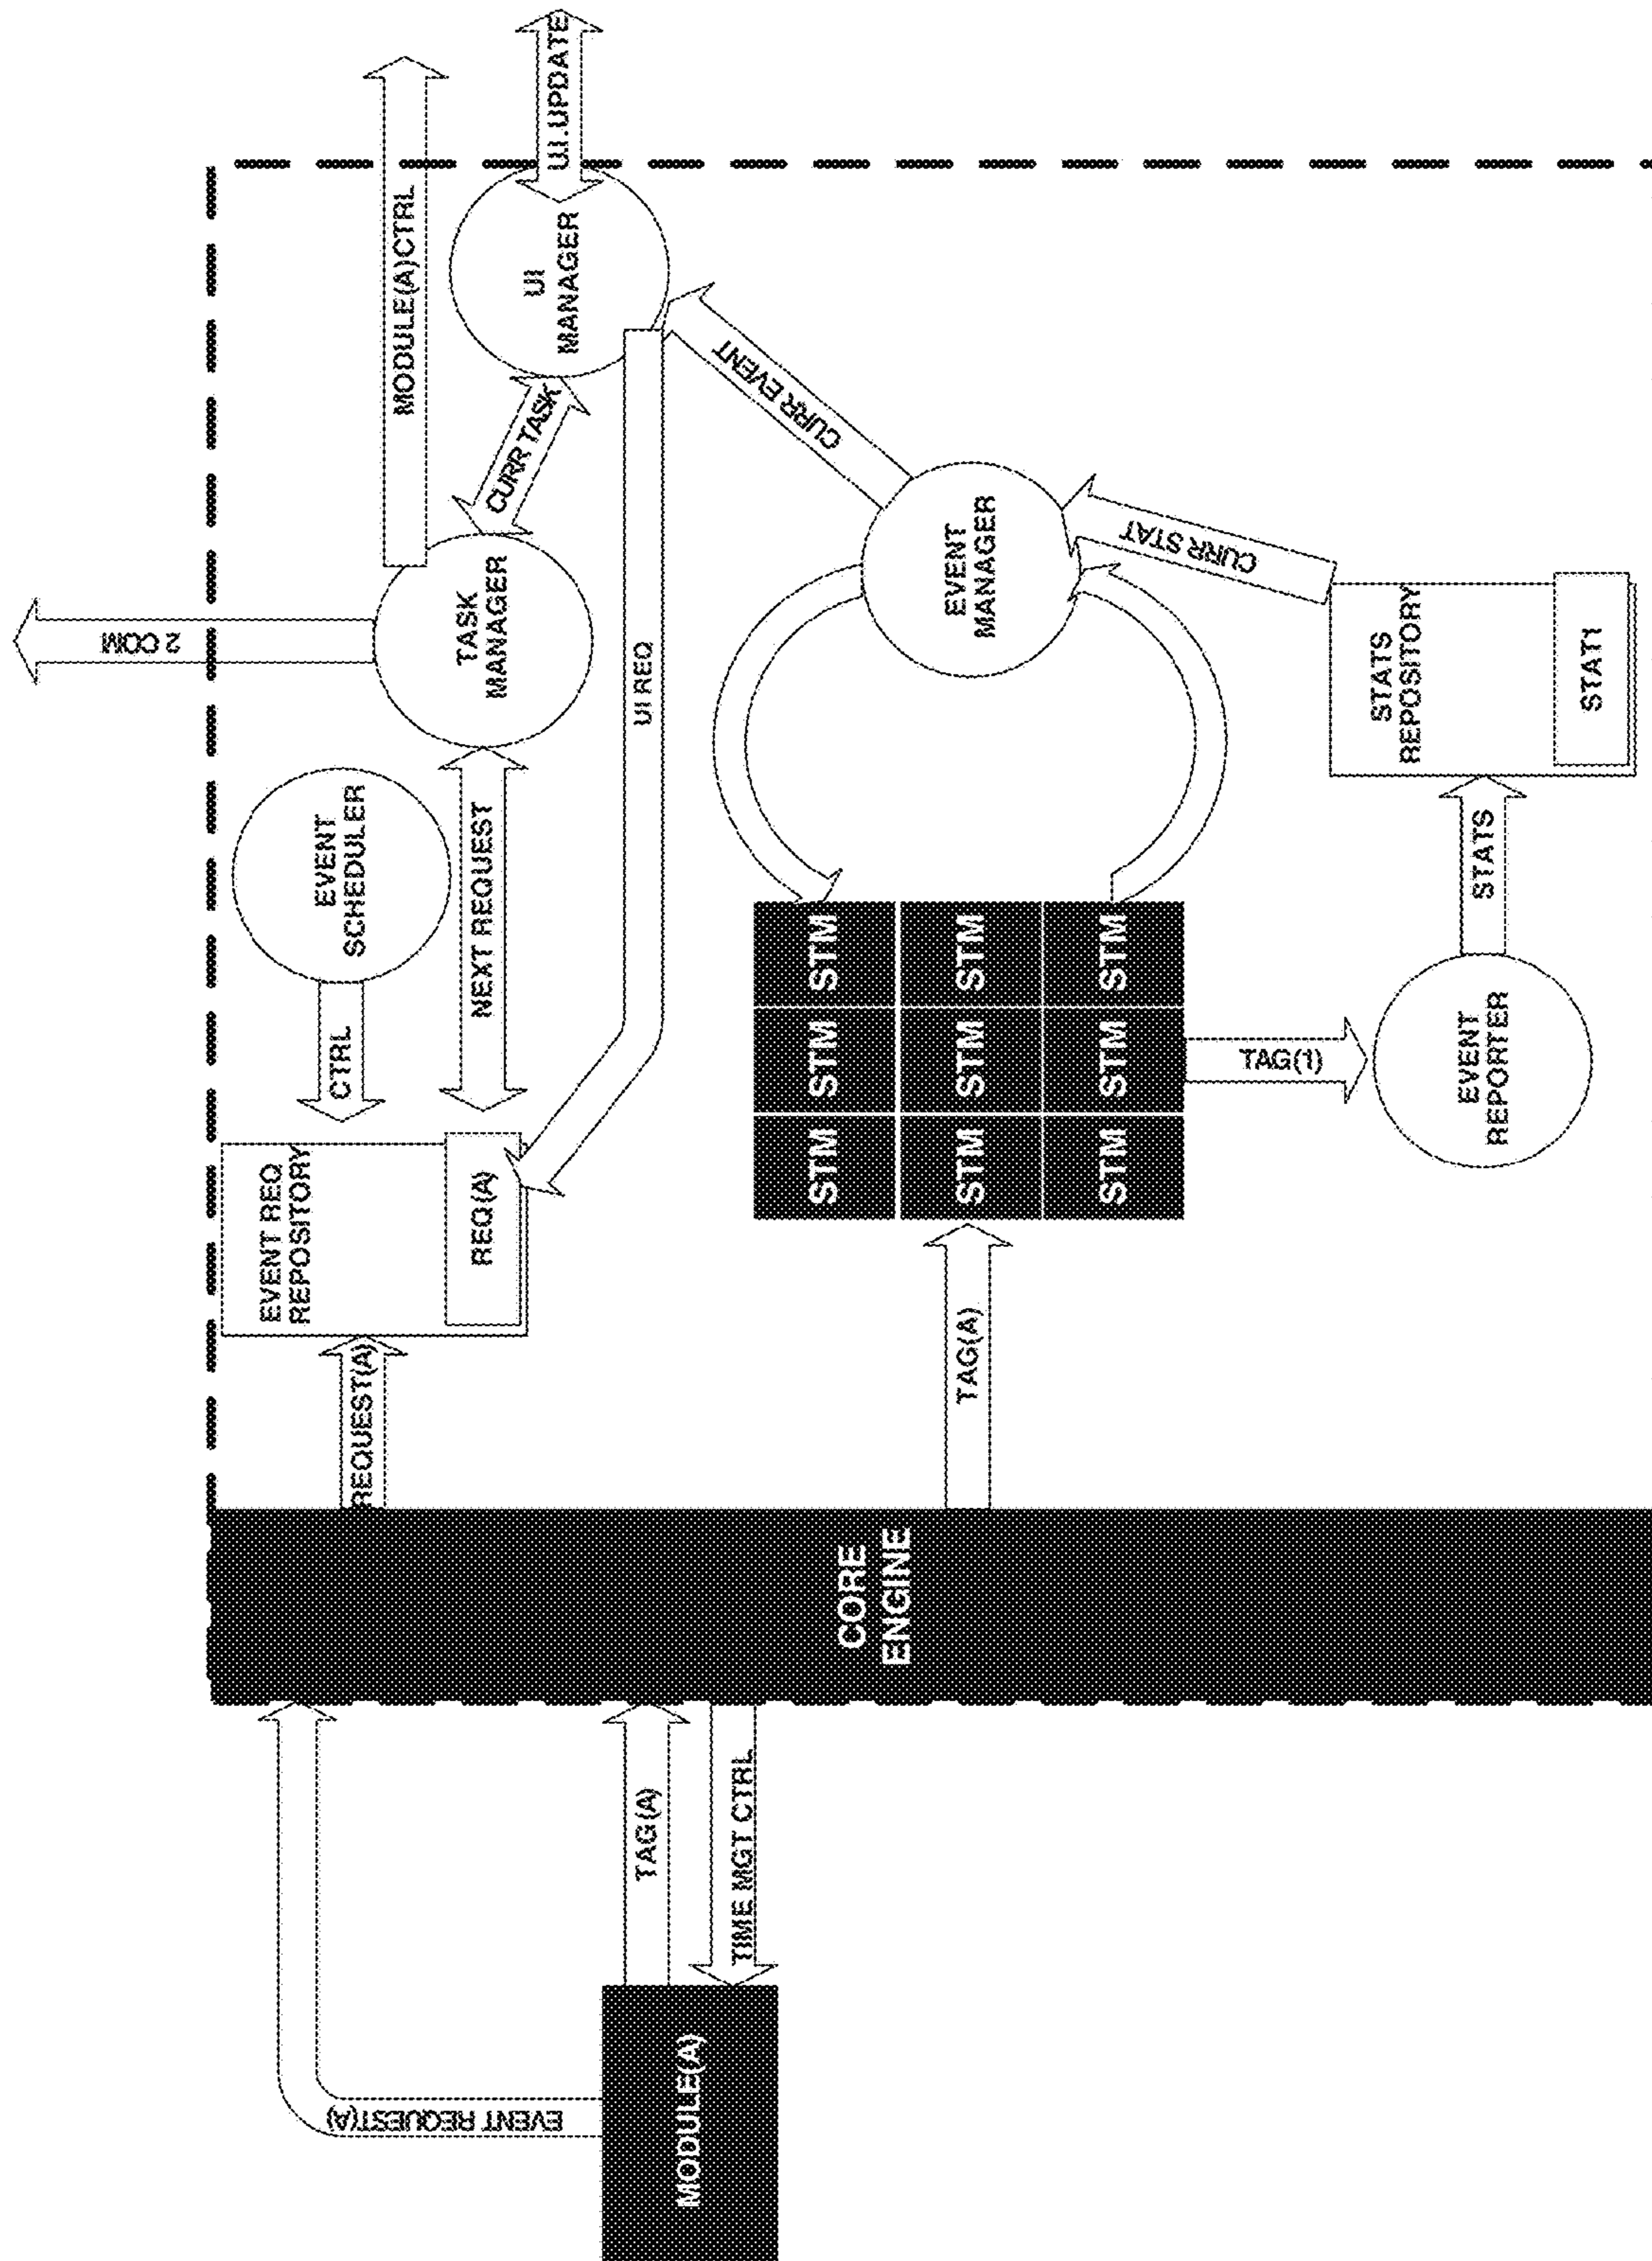 2 COM
MODULE(A)CTRL
UI.UPDATE
UI
MANAGER
CURR TASK
TASK
MANAGER
EVENT
SCHEDULER
CTRL
NEXT REQUEST
UI REQ
EVENT REQ
REPOSITORY
REQ(A)
REQUEST(A)
CURR EVENT
EVENT
MANAGER
CURR STAT
STATS
REPOSITORY
STAT1
STATS
EVENT
REPORTER
TAG(1)
STM STM STM
STM STM STM
STM STM STM
TAG(A)
CORE
ENGINE
EVENT REQUEST(A)
TAG(A)
TIME MGT CTRL
MODULE(A)